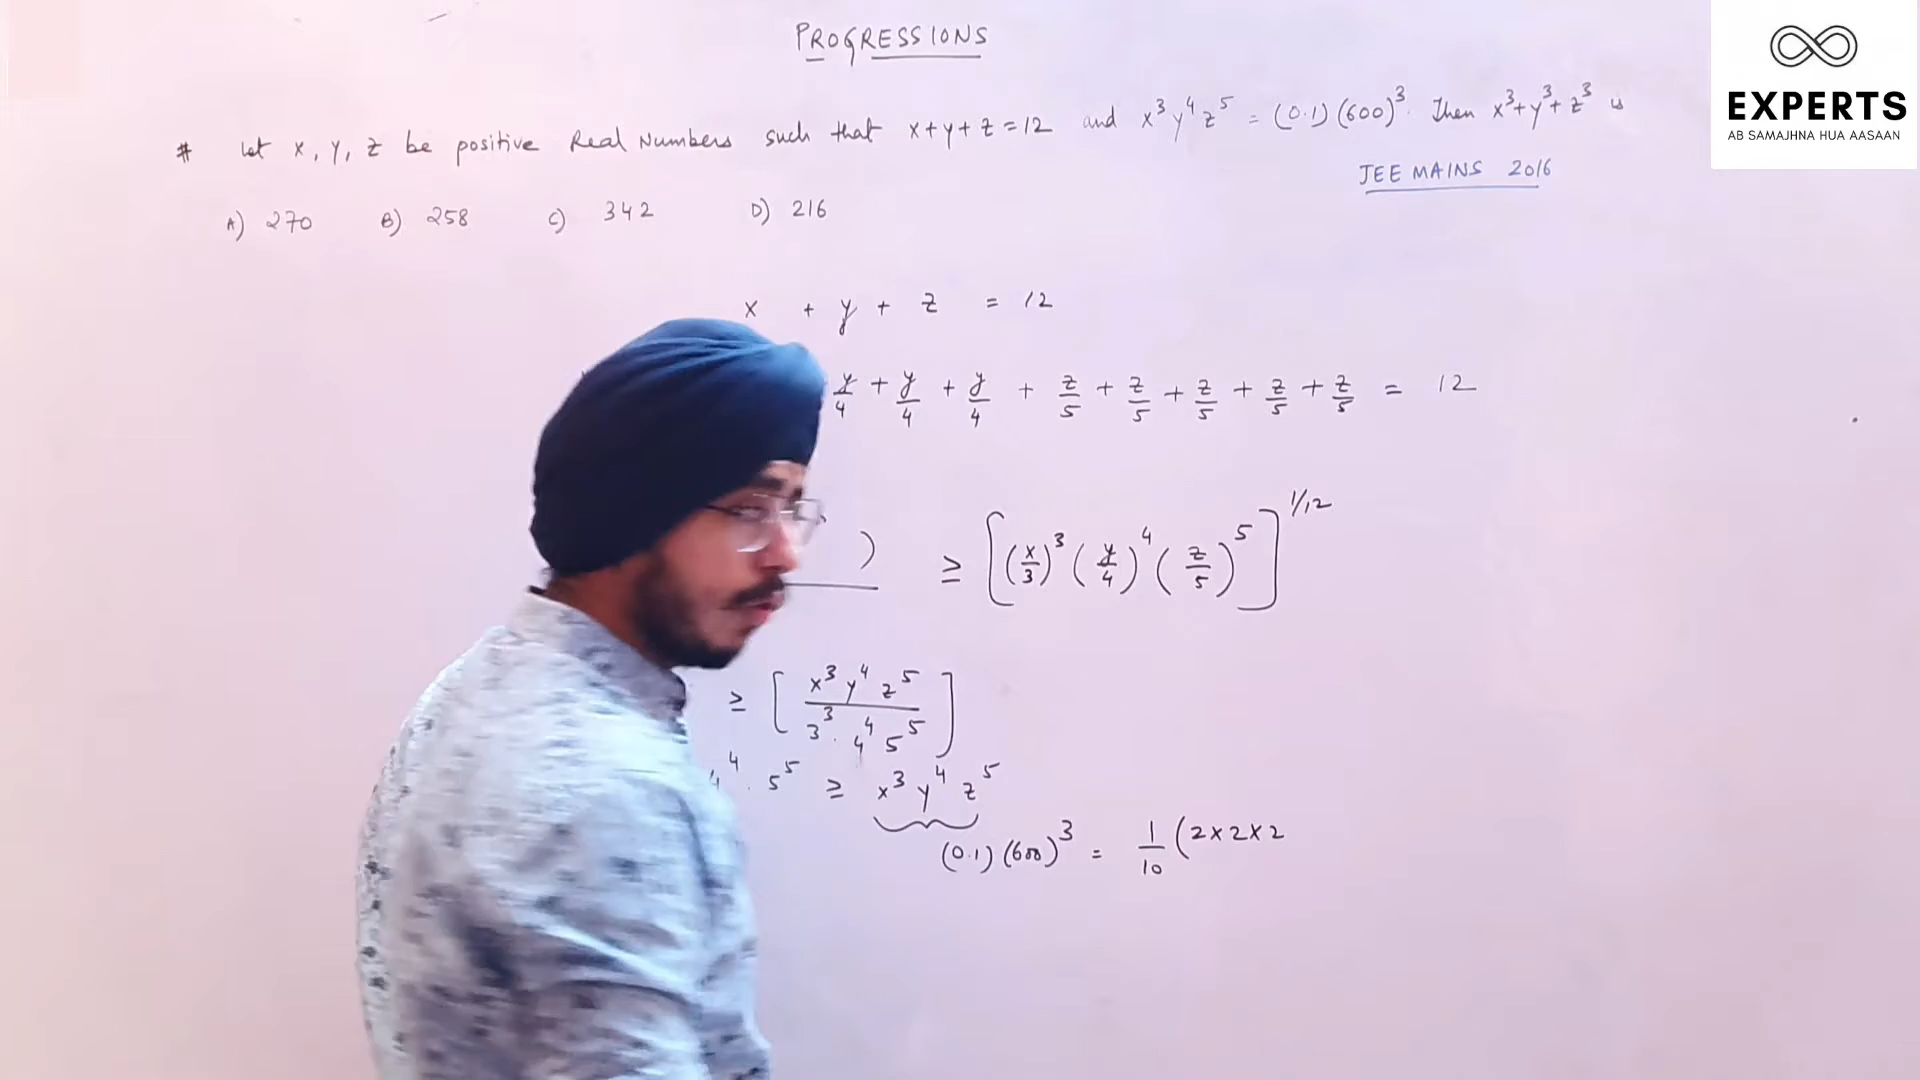 PROGRESSIONS
EXPERTS
AB SAMAJHNA HUA AASAAN
# Let x, y, z be positive Real Numbers such that x+y+z=12 and x³y⁴z⁵ = (0.1)(600)³. Then x³+y³+z³ is
JEE MAINS 2016
A) 270 B) 258 C) 342 D) 216
x + y + z = 12
y/4 + y/4 + y/4 + z/5 + z/5 + z/5 + z/5 + z/5 = 12
) ≥ [(x/3)³ (y/4)⁴ (z/5)⁵]^1/12
≥ [x³y⁴z⁵ / 3³·4⁴5⁵]
4⁴·5⁵ ≥ x³y⁴z⁵
(0.1)(600)³ = 1/10 (2×2×2